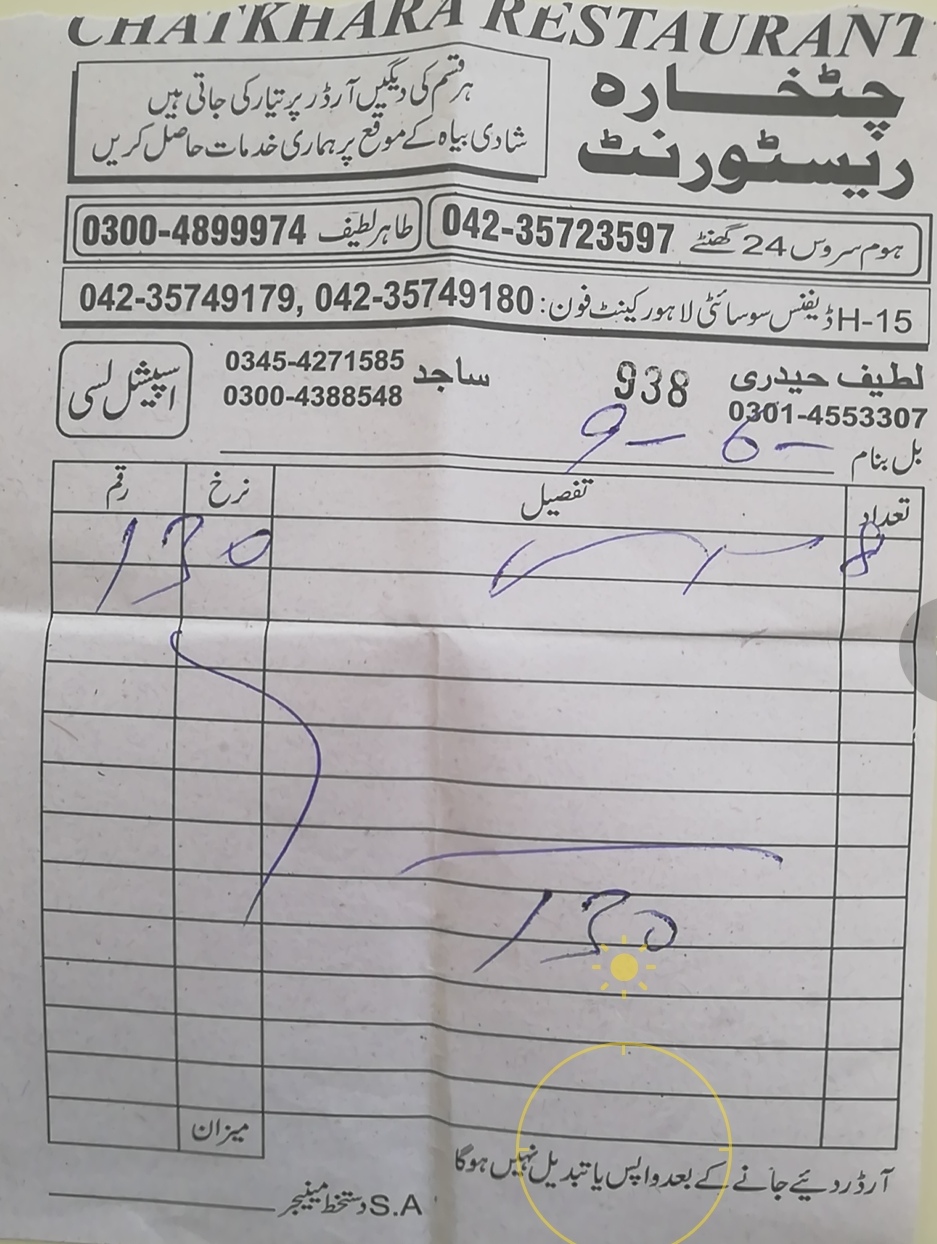 CHATKHARA RESTAURANT
چٹخارہ
ریسٹورنٹ
ہر قسم کی دیگیں آرڈر پر تیار کی جاتی ہیں
شادی بیاہ کے موقع پر ہماری خدمات حاصل کریں
ہوم سروس 24 گھنٹے 042-35723597
طاہر لطیف 0300-4899974
H-15 ڈیفنس سوسائٹی لاہور کینٹ فون: 042-35749179, 042-35749180
لطیف حیدری
0301-4553307
938
ساجد 0345-4271585
0300-4388548
اسپیشل لسی
بل بنام 9-6-
تعداد تفصیل نرخ رقم
8 130
130
میزان
آرڈر دئیے جانے کے بعد واپس یا تبدیل نہیں ہوگا
S.A دستخط مینیجر